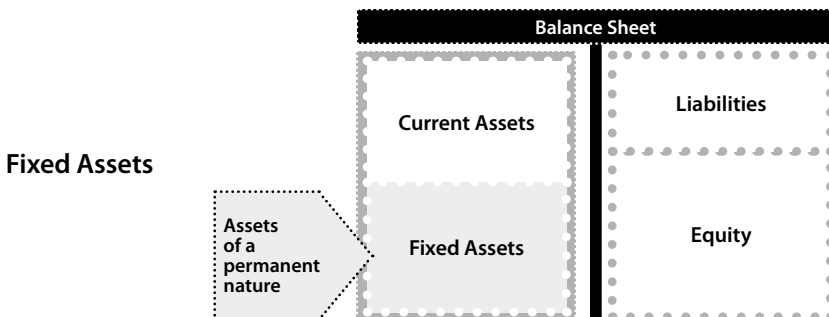 Balance Sheet
Current Assets
Liabilities
Fixed Assets
Assets
of a
permanent
nature
Fixed Assets
Equity